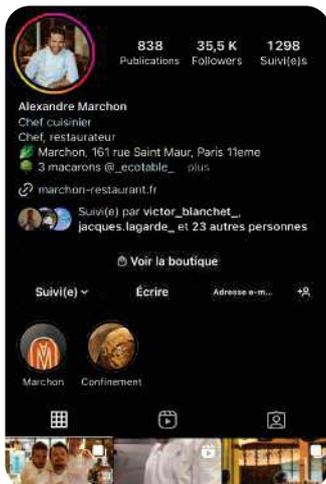 838 35,5 K 1298
Publications Followers Suivi(e)s
Alexandre Marchon
Chef cuisinier
Chef, restaurateur
Marchon, 161 rue Saint Maur, Paris 11eme
3 macarons @_ecotable_ plus
marchon-restaurant.fr
Suivi(e) par victor_blanchet_,
jacques.lagarde_ et 23 autres personnes
Voir la boutique
Suivi(e) Écrire Adresse e-m...
Marchon Confinement